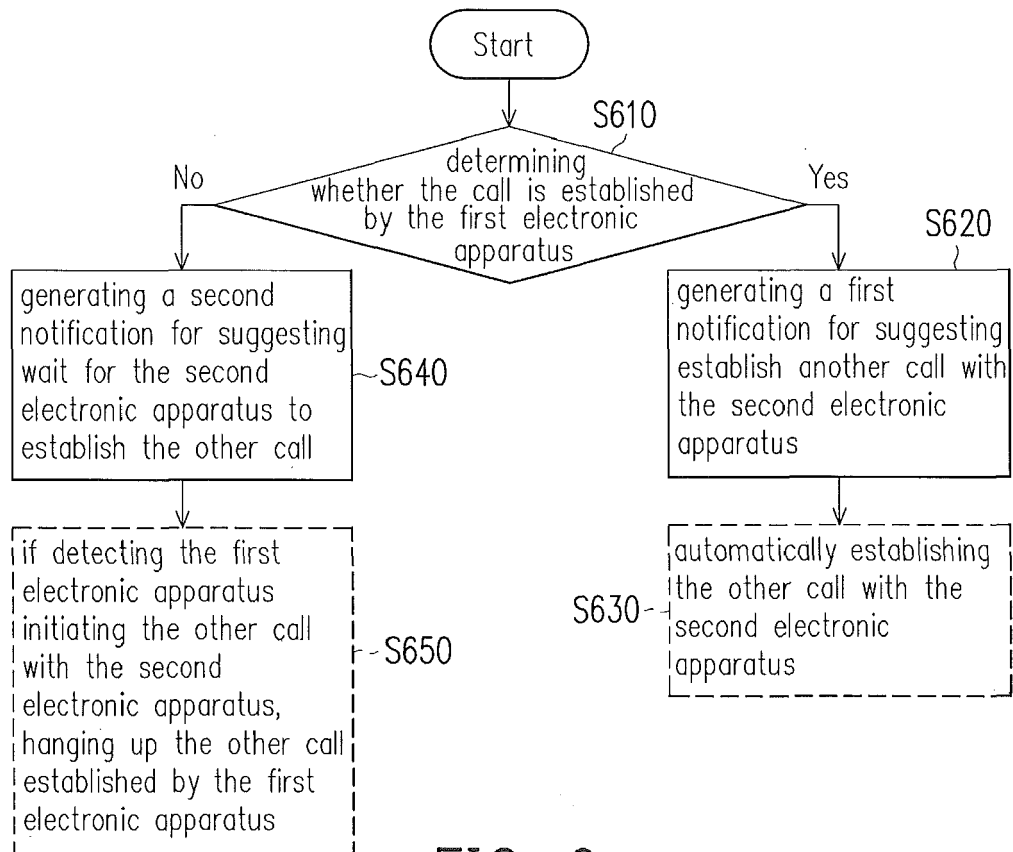 Start
S610
determining
whether the call is established
by the first electronic
apparatus
No
Yes
S620
generating a first
notification for suggesting
establish another call with
the second electronic
apparatus
generating a second
notification for suggesting
wait for the second
electronic apparatus to
establish the other call
S640
automatically establishing
the other call with the
second electronic
apparatus
S630
if detecting the first
electronic apparatus
initiating the other call
with the second
electronic apparatus,
hanging up the other call
established by the first
electronic apparatus
S650